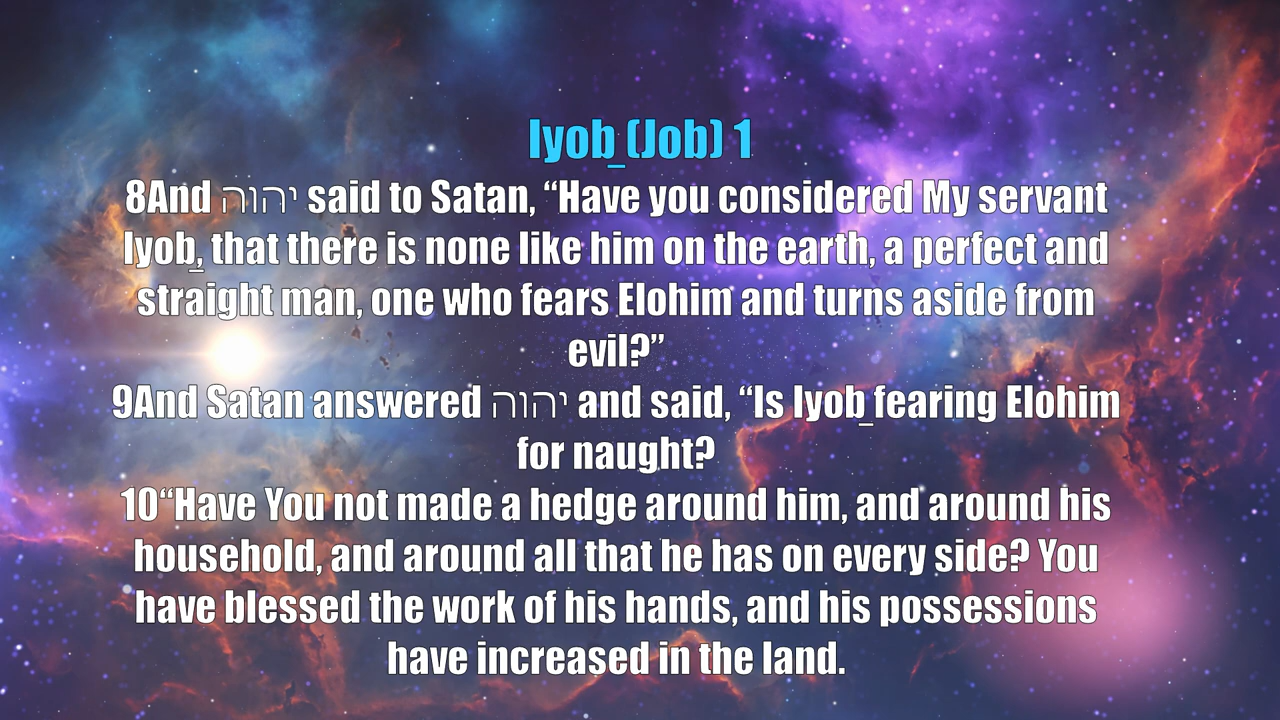 Iyoḇ (Job) 1
8And יהוה said to Satan, “Have you considered My servant
Iyoḇ, that there is none like him on the earth, a perfect and
straight man, one who fears Elohim and turns aside from
evil?”
9And Satan answered יהוה and said, “Is Iyoḇ fearing Elohim
for naught?
10“Have You not made a hedge around him, and around his
household, and around all that he has on every side? You
have blessed the work of his hands, and his possessions
have increased in the land.